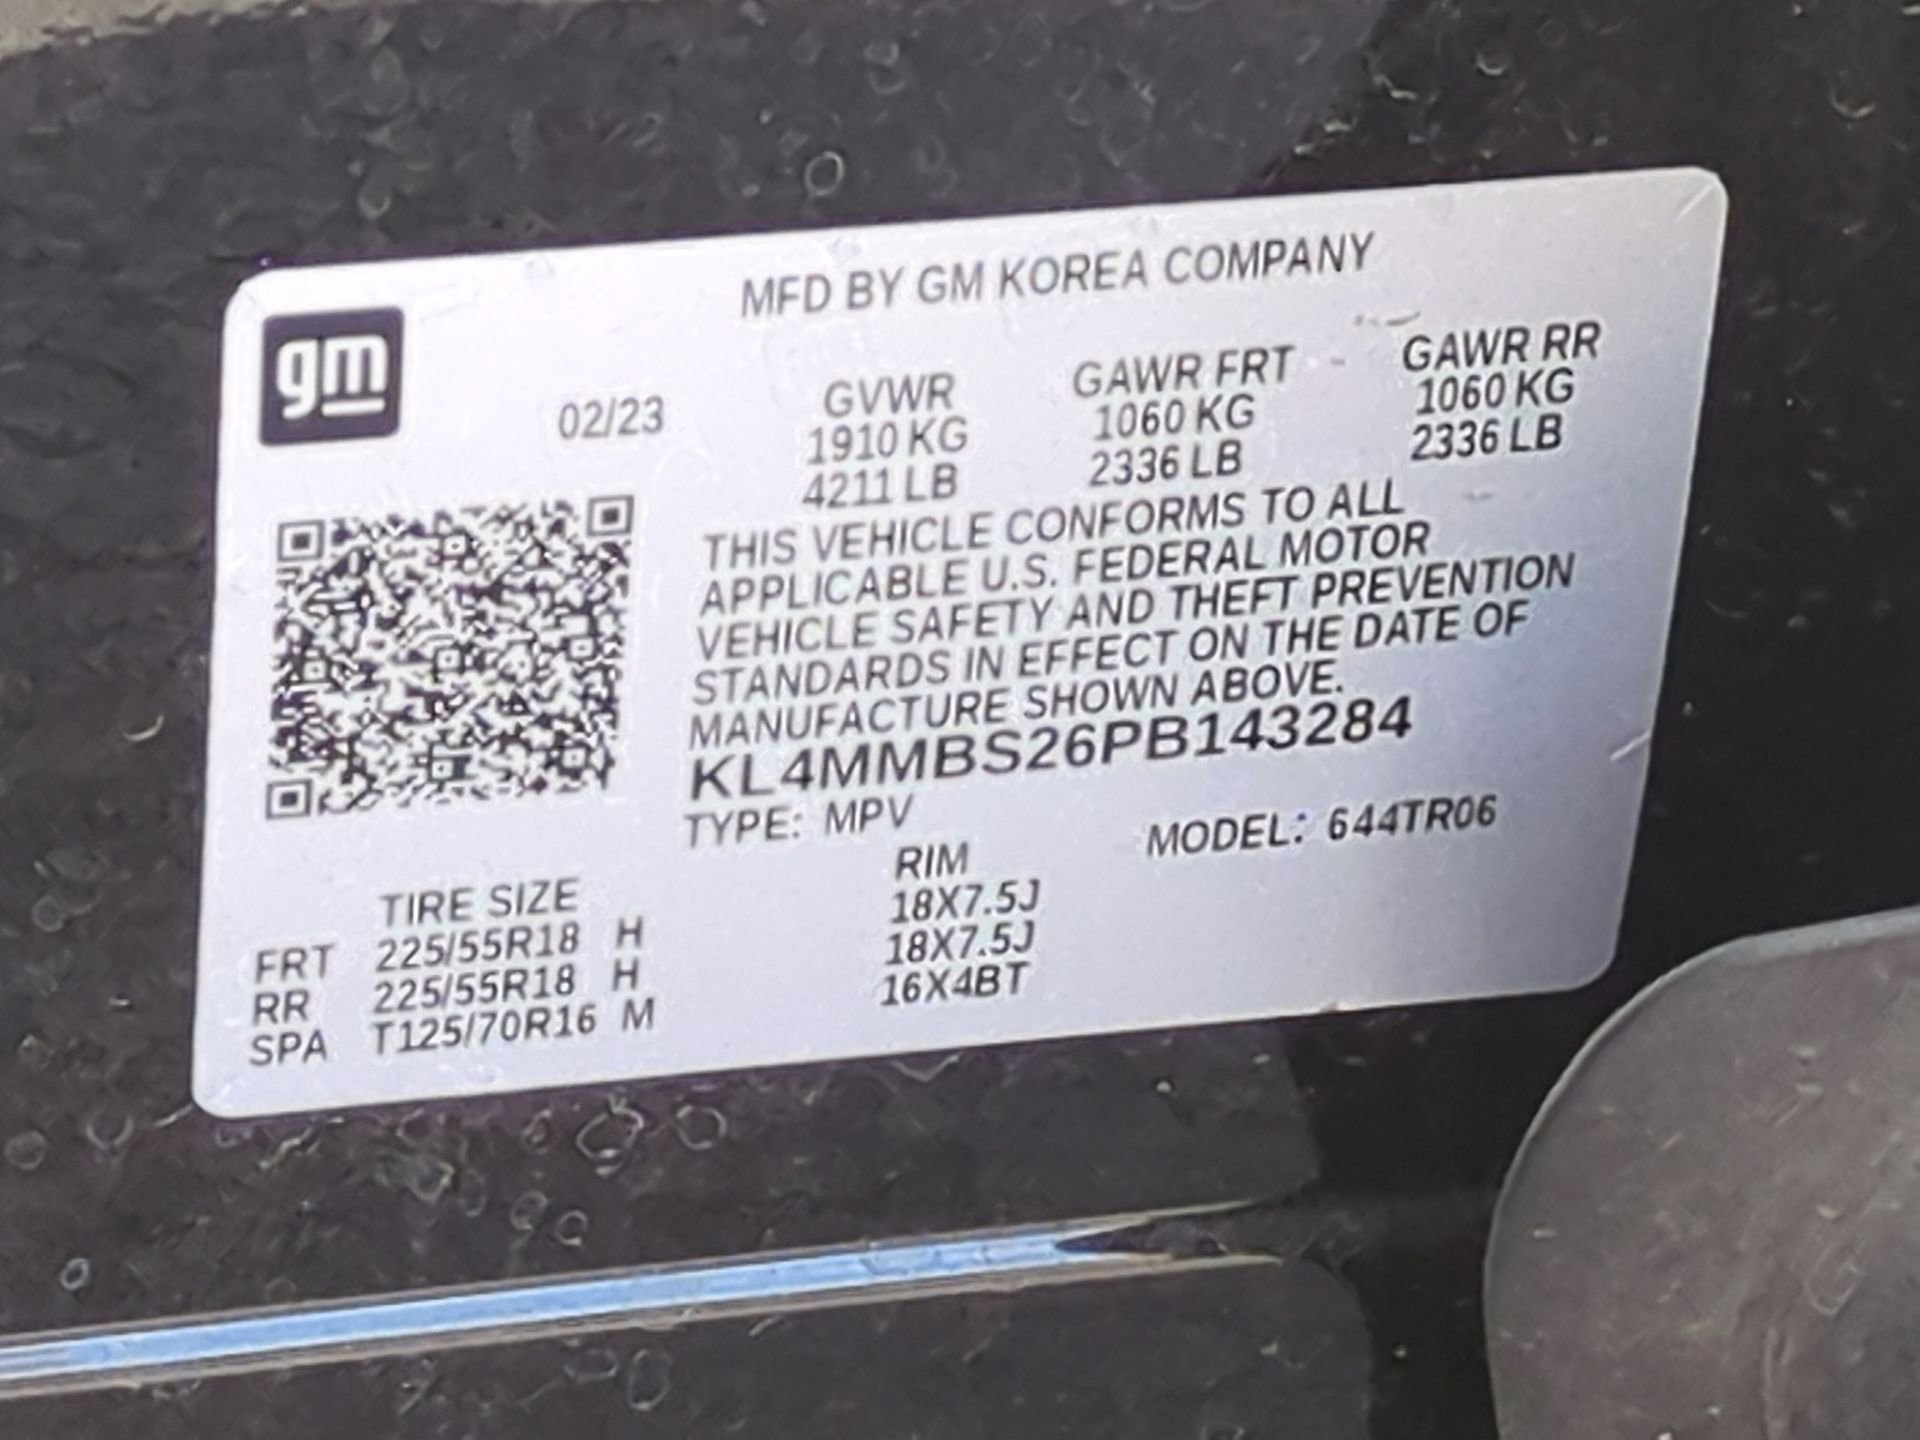 gm
MFD BY GM KOREA COMPANY
02/23 GVWR GAWR FRT GAWR RR
1910 KG 1060 KG 1060 KG
4211 LB 2336 LB 2336 LB
THIS VEHICLE CONFORMS TO ALL
APPLICABLE U.S. FEDERAL MOTOR
VEHICLE SAFETY AND THEFT PREVENTION
STANDARDS IN EFFECT ON THE DATE OF
MANUFACTURE SHOWN ABOVE.
KL4MMBS26PB143284
TYPE: MPV MODEL: 644TR06
TIRE SIZE RIM
FRT 225/55R18 H 18X7.5J
RR 225/55R18 H 18X7.5J
SPA T125/70R16 M 16X4BT